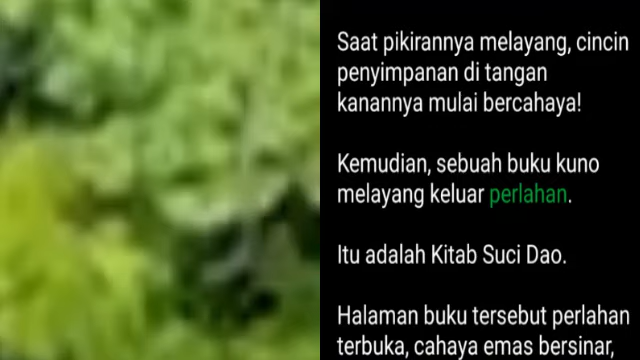 Saat pikirannya melayang, cincin
penyimpanan di tangan
kanannya mulai bercahaya!
Kemudian, sebuah buku kuno
melayang keluar perlahan.
Itu adalah Kitab Suci Dao.
Halaman buku tersebut perlahan
terbuka, cahaya emas bersinar,